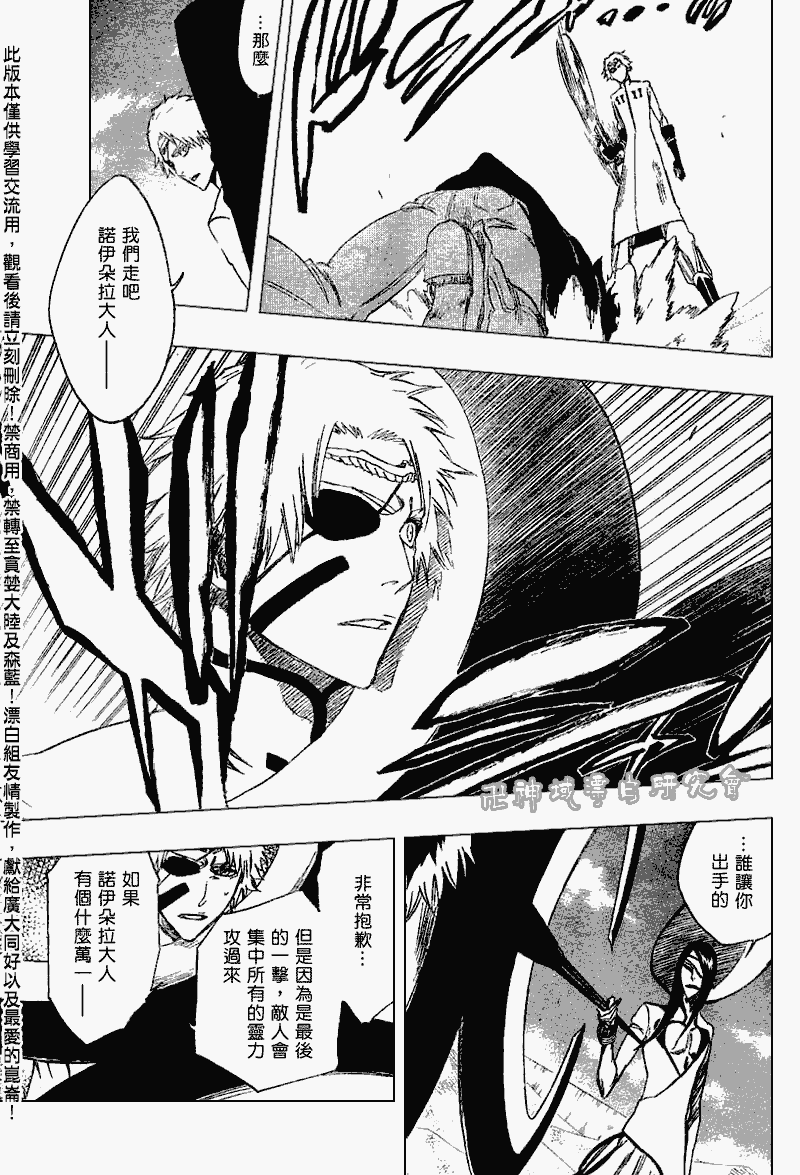 …那麼
我們走吧
諾伊朵拉大人——
…誰讓你
出手的
非常抱歉…
但是因為是最後
的一擊，敵人會
集中所有的靈力
攻過來
如果
諾伊朵拉大人
有個什麼萬一——
卍神域漂白研究會
此版本僅供學習交流用，觀看後請立刻刪除！禁商用，禁轉至貪婪大陸及森藍！漂白組友情製作，獻給廣大同好以及最愛的崑崙！